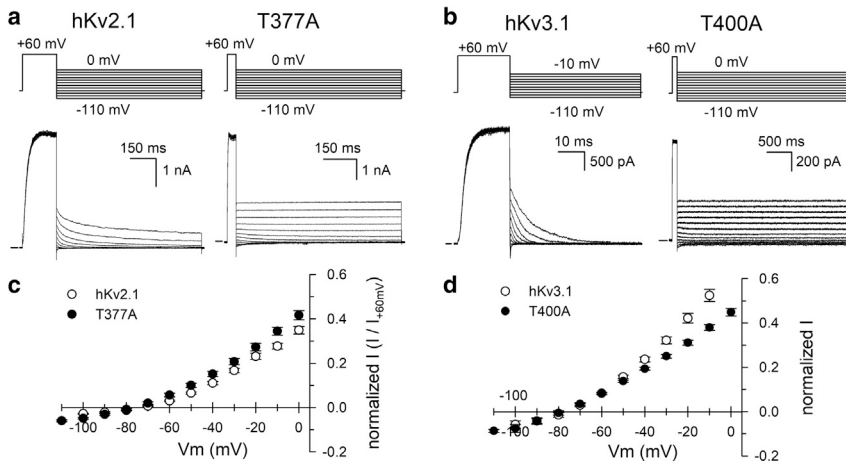 a
hKv2.1
T377A
+60 mV
0 mV
-110 mV
+60 mV
0 mV
-110 mV
150 ms
1 nA
150 ms
1 nA
b
hKv3.1
T400A
+60 mV
-10 mV
-110 mV
+60 mV
0 mV
-110 mV
10 ms
500 pA
500 ms
200 pA
c
hKv2.1
T377A
0.6
0.4
0.2
0.0
-0.2
-100
-80
-60
-40
-20
0
Vm (mV)
normalized I (I / I+60mV)
d
hKv3.1
T400A
0.6
0.4
0.2
0.0
-0.2
-100
-100
-80
-60
-40
-20
0
Vm (mV)
normalized I